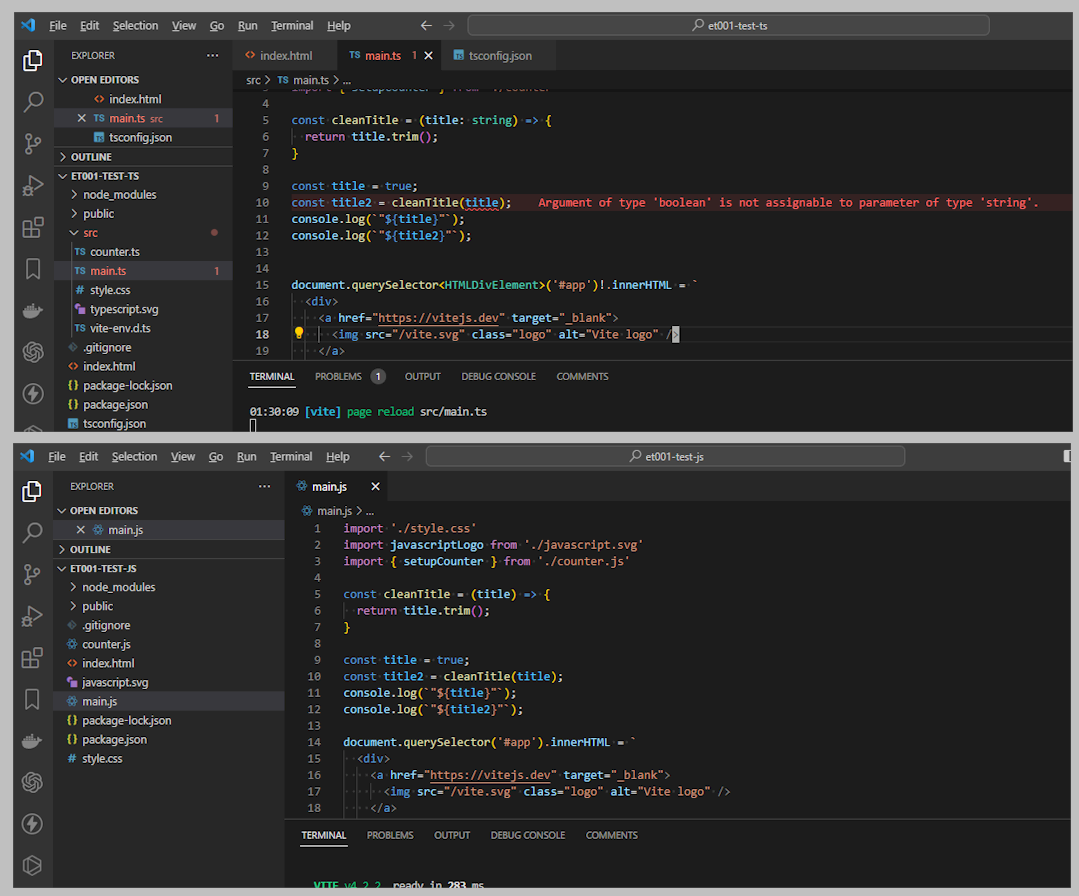 File Edit Selection View Go Run Terminal Help et001-test-ts
EXPLORER
OPEN EDITORS
index.html
main.ts src 1
tsconfig.json
OUTLINE
ET001-TEST-TS
node_modules
public
src
TS counter.ts
TS main.ts 1
# style.css
typescript.svg
TS vite-env.d.ts
.gitignore
index.html
{} package-lock.json
{} package.json
tsconfig.json
index.html TS main.ts 1 tsconfig.json
src > TS main.ts > ...
4
5 const cleanTitle = (title: string) => {
6 return title.trim();
7 }
8
9 const title = true;
10 const title2 = cleanTitle(title); Argument of type 'boolean' is not assignable to parameter of type 'string'.
11 console.log(`"${title}"`);
12 console.log(`"${title2}"`);
13
14
15 document.querySelector<HTMLDivElement>('#app')!.innerHTML = `
16 <div>
17 <a href="https://vitejs.dev" target="_blank">
18 <img src="/vite.svg" class="logo" alt="Vite logo" />
19 </a>
TERMINAL PROBLEMS 1 OUTPUT DEBUG CONSOLE COMMENTS
01:30:09 [vite] page reload src/main.ts
File Edit Selection View Go Run Terminal Help et001-test-js
EXPLORER
OPEN EDITORS
main.js
OUTLINE
ET001-TEST-JS
node_modules
public
.gitignore
counter.js
index.html
javascript.svg
main.js
{} package-lock.json
{} package.json
# style.css
main.js
main.js > ...
1 import './style.css'
2 import javascriptLogo from './javascript.svg'
3 import { setupCounter } from './counter.js'
4
5 const cleanTitle = (title) => {
6 return title.trim();
7 }
8
9 const title = true;
10 const title2 = cleanTitle(title);
11 console.log(`"${title}"`);
12 console.log(`"${title2}"`);
13
14 document.querySelector('#app').innerHTML = `
15 <div>
16 <a href="https://vitejs.dev" target="_blank">
17 <img src="/vite.svg" class="logo" alt="Vite logo" />
18 </a>
TERMINAL PROBLEMS OUTPUT DEBUG CONSOLE COMMENTS
VITE v4.2.2 ready in 283 ms